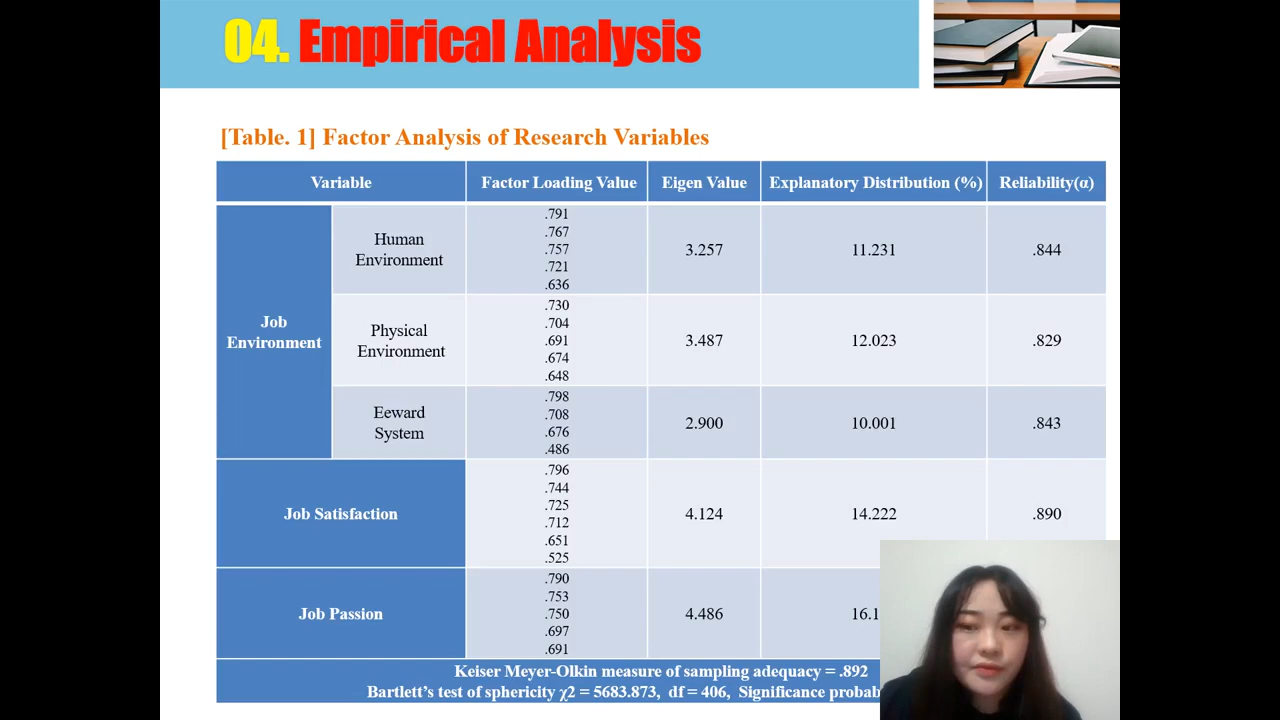 04. Empirical Analysis
[Table. 1] Factor Analysis of Research Variables
Variable Factor Loading Value Eigen Value Explanatory Distribution (%) Reliability(α)
Job
Environment
Human
Environment
.791
.767
.757
.721
.636
3.257 11.231 .844
Physical
Environment
.730
.704
.691
.674
.648
3.487 12.023 .829
Eeward
System
.798
.708
.676
.486
2.900 10.001 .843
Job Satisfaction
.796
.744
.725
.712
.651
.525
4.124 14.222 .890
Job Passion
.790
.753
.750
.697
.691
4.486 16.1
Keiser Meyer-Olkin measure of sampling adequacy = .892
Bartlett’s test of sphericity χ2 = 5683.873, df = 406, Significance